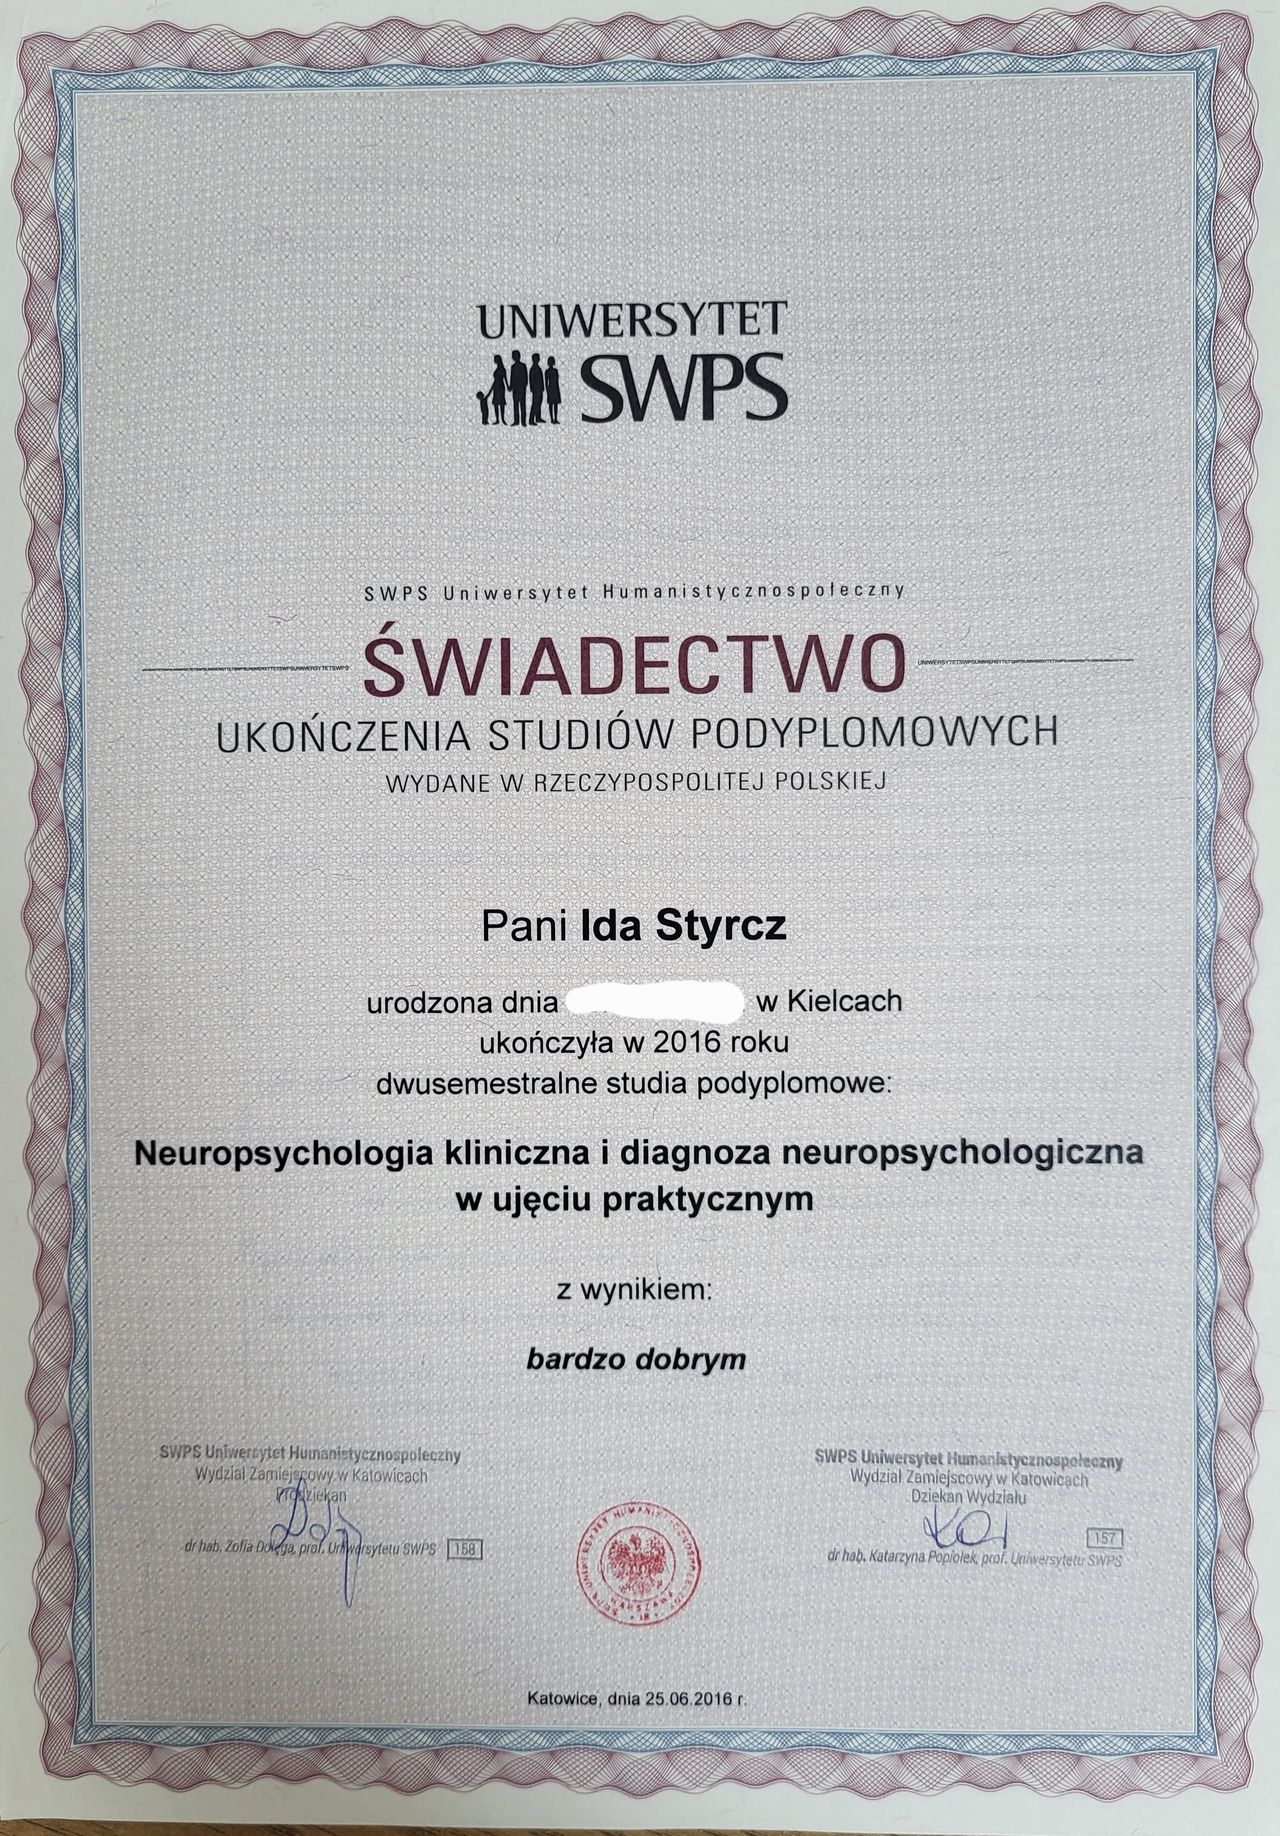 UNIWERSYTET
SWPS
SWPS Uniwersytet Humanistycznospołeczny
ŚWIADECTWO
UKOŃCZENIA STUDIÓW PODYPLOMOWYCH
WYDANE W RZECZYPOSPOLITEJ POLSKIEJ
Pani Ida Styrcz
urodzona dnia w Kielcach
ukończyła w 2016 roku
dwusemestralne studia podyplomowe:
Neuropsychologia kliniczna i diagnoza neuropsychologiczna
w ujęciu praktycznym
z wynikiem:
bardzo dobrym
SWPS Uniwersytet Humanistycznospołeczny
Wydział Zamiejscowy w Katowicach
Prodziekan
dr hab. Zofia Dołęga, prof. Uniwersytetu SWPS 158
SWPS Uniwersytet Humanistycznospołeczny
Wydział Zamiejscowy w Katowicach
Dziekan Wydziału
157
dr hab. Katarzyna Popiołek, prof. Uniwersytetu SWPS
Katowice, dnia 25.06.2016 r.